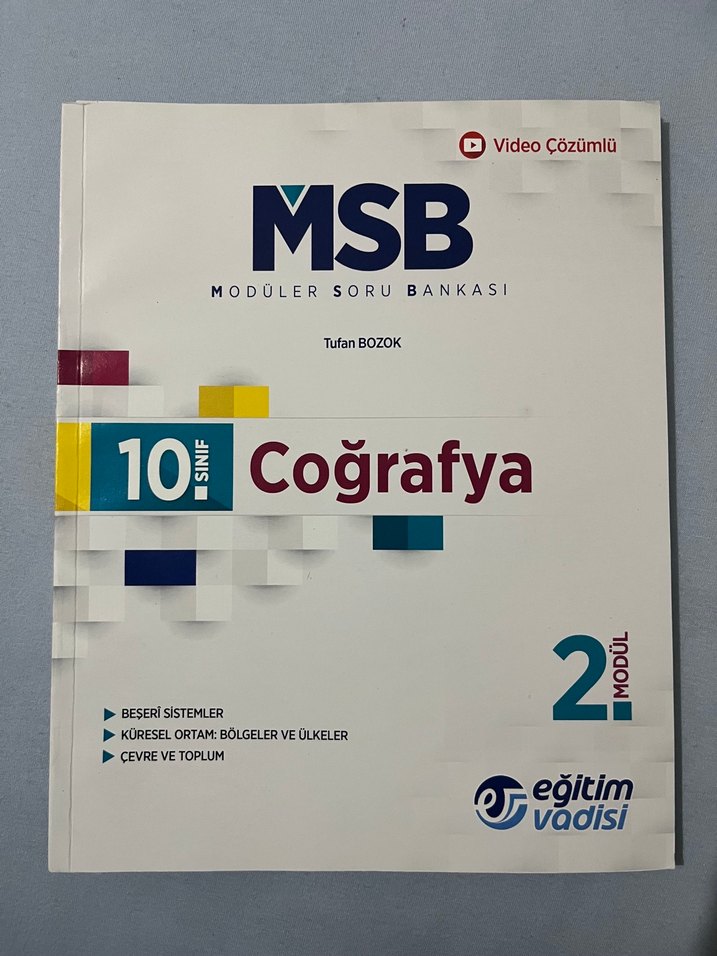 Video Çözümlü
MSB
MODÜLER SORU BANKASI
Tufan BOZOK
10. SINIF
Coğrafya
2. MODÜL
BEŞERÎ SİSTEMLER
KÜRESEL ORTAM: BÖLGELER VE ÜLKELER
ÇEVRE VE TOPLUM
eğitim
vadisi